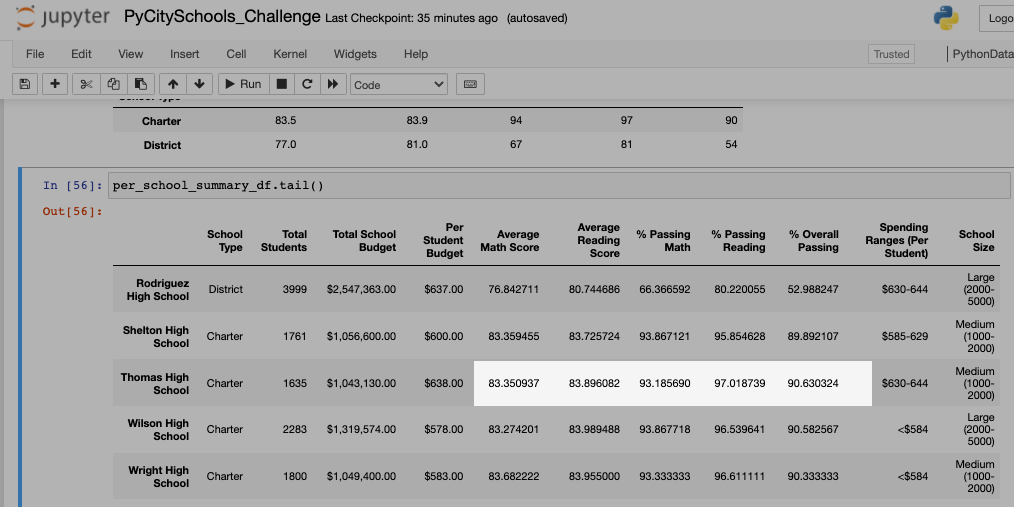 jupyter PyCitySchools_Challenge Last Checkpoint: 35 minutes ago (autosaved)
Logo
File Edit View Insert Cell Kernel Widgets Help Trusted PythonData
Run Code
Charter 83.5 83.9 94 97 90
District 77.0 81.0 67 81 54
In [56]: per_school_summary_df.tail()
Out[56]:
School Type Total Students Total School Budget Per Student Budget Average Math Score Average Reading Score % Passing Math % Passing Reading % Overall Passing Spending Ranges (Per Student) School Size
Rodriguez High School District 3999 $2,547,363.00 $637.00 76.842711 80.744686 66.366592 80.220055 52.988247 $630-644 Large (2000-5000)
Shelton High School Charter 1761 $1,056,600.00 $600.00 83.359455 83.725724 93.867121 95.854628 89.892107 $585-629 Medium (1000-2000)
Thomas High School Charter 1635 $1,043,130.00 $638.00 83.350937 83.896082 93.185690 97.018739 90.630324 $630-644 Medium (1000-2000)
Wilson High School Charter 2283 $1,319,574.00 $578.00 83.274201 83.989488 93.867718 96.539641 90.582567 <$584 Large (2000-5000)
Wright High School Charter 1800 $1,049,400.00 $583.00 83.682222 83.955000 93.333333 96.611111 90.333333 <$584 Medium (1000-2000)